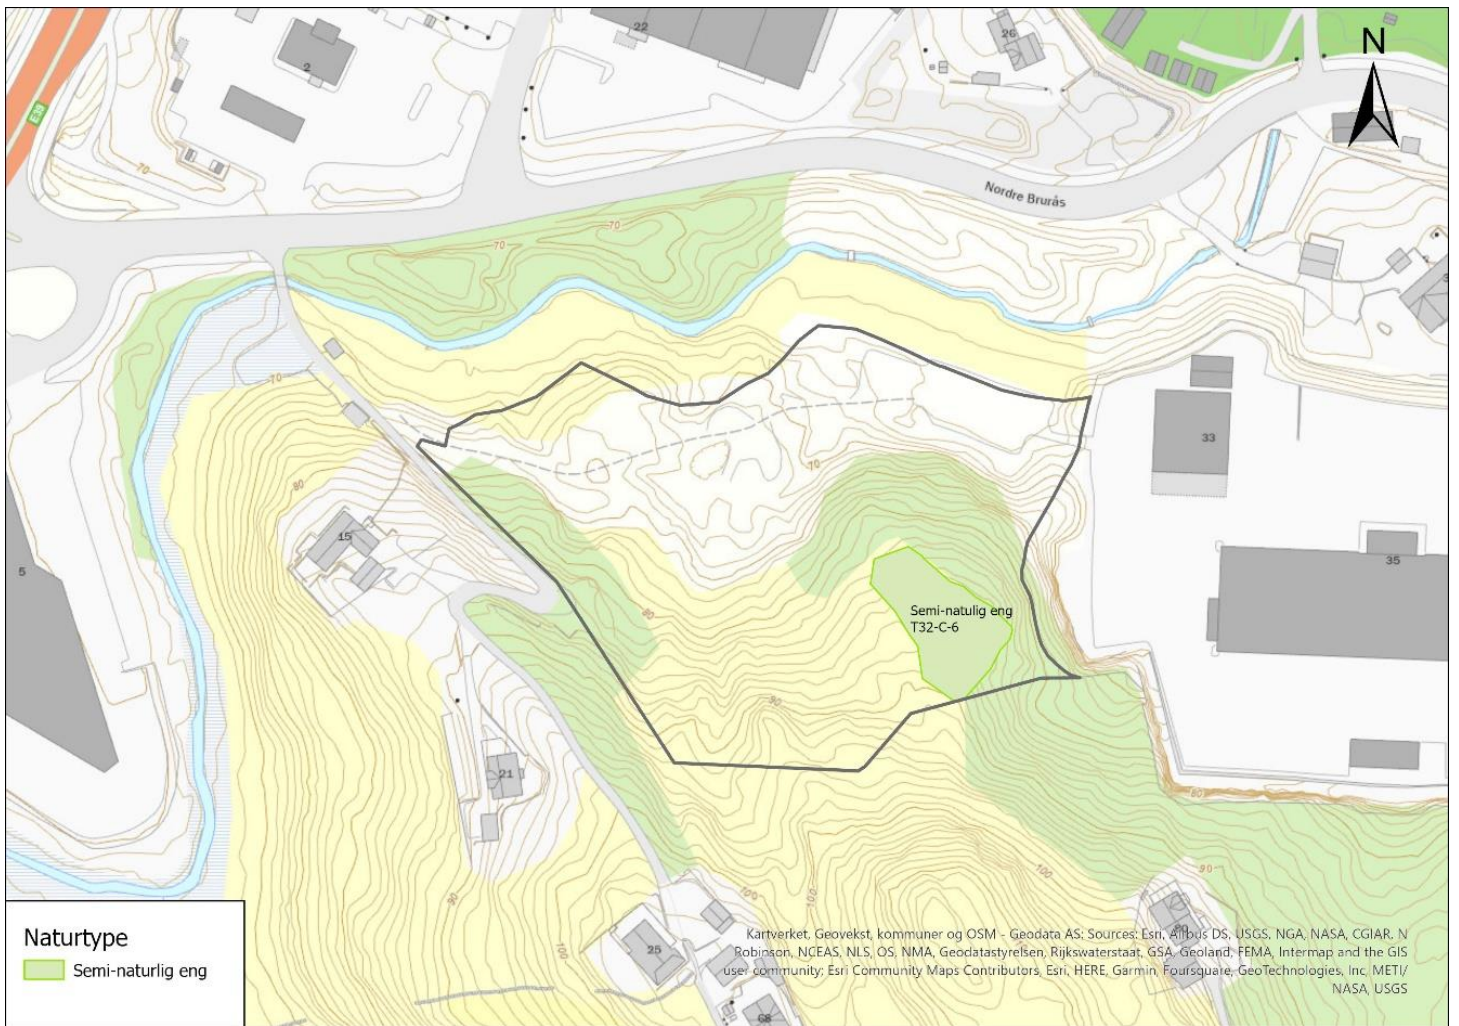 22
26
N
2
E39
70
Nordre Brurås
70
70
70
33
70
80
15
35
5
Semi-natulig eng
T32-C-6
80
90
21
80
90
100
100
100
90
100
25
68
Naturtype
Semi-naturlig eng
Kartverket, Geovekst, kommuner og OSM - Geodata AS; Sources: Esri, Airbus DS, USGS, NGA, NASA, CGIAR, N
Robinson, NCEAS, NLS, OS, NMA, Geodatastyrelsen, Rijkswaterstaat, GSA, Geoland, FEMA, Intermap and the GIS
user community; Esri Community Maps Contributors, Esri, HERE, Garmin, Foursquare, GeoTechnologies, Inc, METI/
NASA, USGS